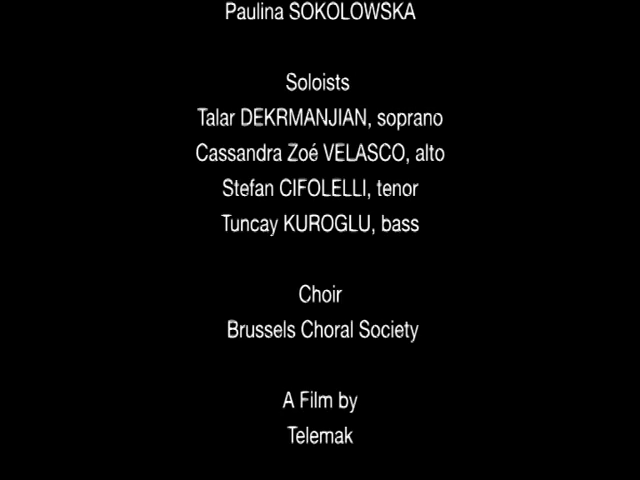 Paulina SOKOLOWSKA
Soloists
Talar DEKRMANJIAN, soprano
Cassandra Zoé VELASCO, alto
Stefan CIFOLELLI, tenor
Tuncay KUROGLU, bass
Choir
Brussels Choral Society
A Film by
Telemak